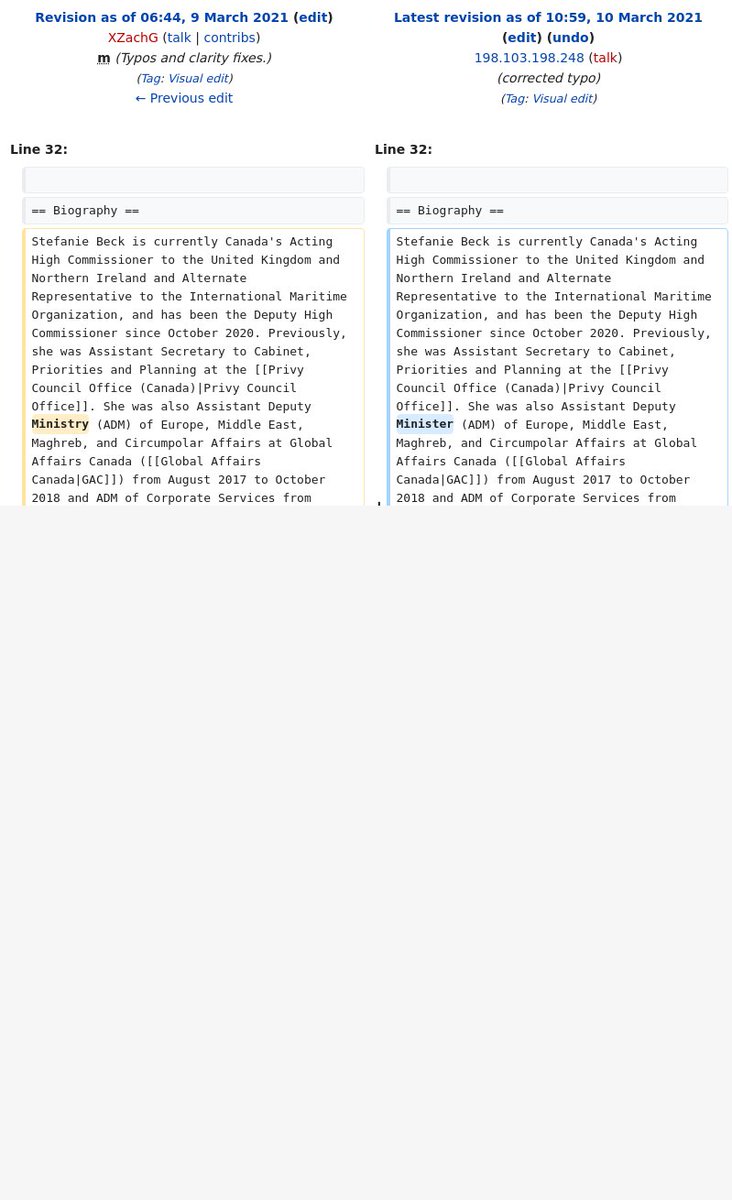 Revision as of 06:44, 9 March 2021 (edit)
XZachG (talk | contribs)
m (Typos and clarity fixes.)
(Tag: Visual edit)
← Previous edit
Latest revision as of 10:59, 10 March 2021
(edit) (undo)
198.103.198.248 (talk)
(corrected typo)
(Tag: Visual edit)
Line 32:
== Biography ==
Stefanie Beck is currently Canada's Acting
High Commissioner to the United Kingdom and
Northern Ireland and Alternate
Representative to the International Maritime
Organization, and has been the Deputy High
Commissioner since October 2020. Previously,
she was Assistant Secretary to Cabinet,
Priorities and Planning at the [[Privy
Council Office (Canada)|Privy Council
Office]]. She was also Assistant Deputy
Ministry (ADM) of Europe, Middle East,
Maghreb, and Circumpolar Affairs at Global
Affairs Canada ([[Global Affairs
Canada|GAC]]) from August 2017 to October
2018 and ADM of Corporate Services from
Line 32:
== Biography ==
Stefanie Beck is currently Canada's Acting
High Commissioner to the United Kingdom and
Northern Ireland and Alternate
Representative to the International Maritime
Organization, and has been the Deputy High
Commissioner since October 2020. Previously,
she was Assistant Secretary to Cabinet,
Priorities and Planning at the [[Privy
Council Office (Canada)|Privy Council
Office]]. She was also Assistant Deputy
Minister (ADM) of Europe, Middle East,
Maghreb, and Circumpolar Affairs at Global
Affairs Canada ([[Global Affairs
Canada|GAC]]) from August 2017 to October
2018 and ADM of Corporate Services from